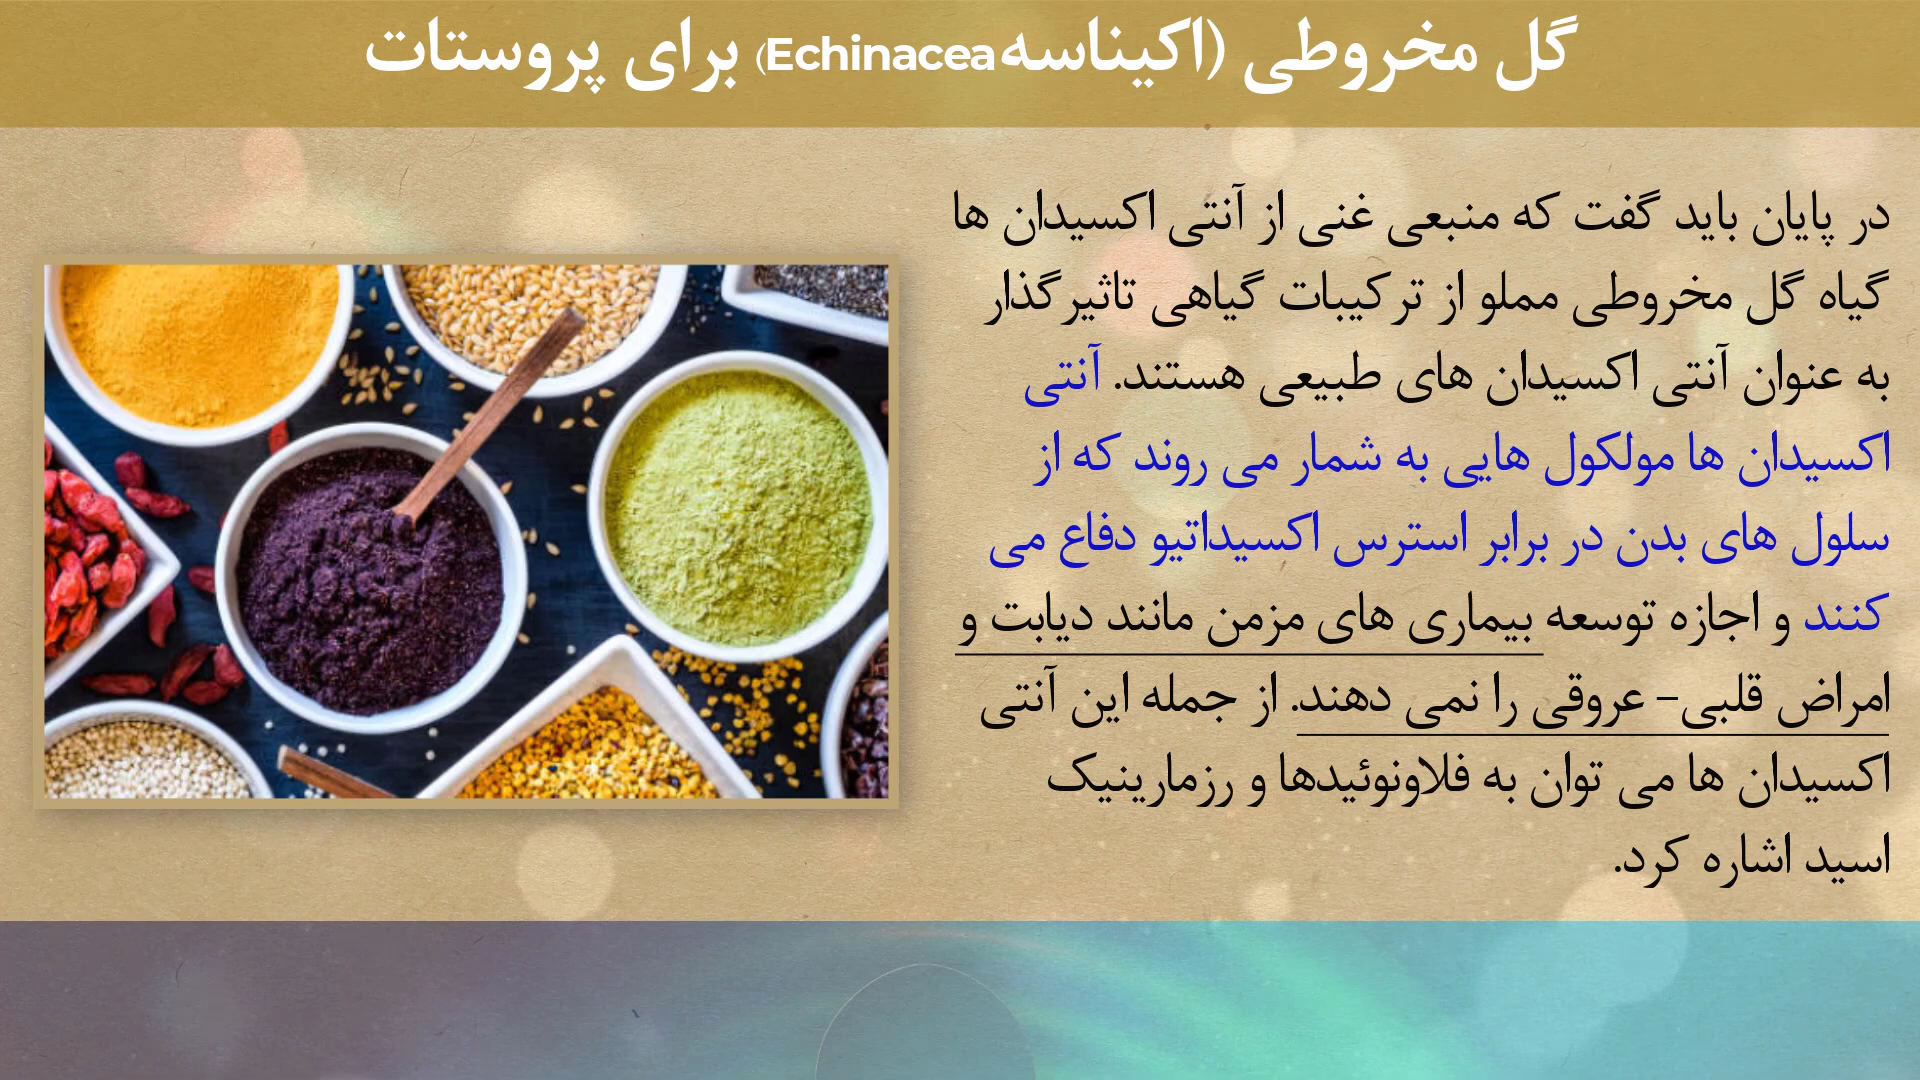 گل مخروطی (اکیناسهEchinacea) برای پروستات
در پایان باید گفت که منبعی غنی از آنتی اکسیدان ها
گیاه گل مخروطی مملو از ترکیبات گیاهی تاثیرگذار
به عنوان آنتی اکسیدان های طبیعی هستند. آنتی
اکسیدان ها مولکول هایی به شمار می روند که از
سلول های بدن در برابر استرس اکسیداتیو دفاع می
کنند و اجازه توسعه بیماری های مزمن مانند دیابت و
امراض قلبی- عروقی را نمی دهند. از جمله این آنتی
اکسیدان ها می توان به فلاونوئیدها و رزمارینیک
اسید اشاره کرد.